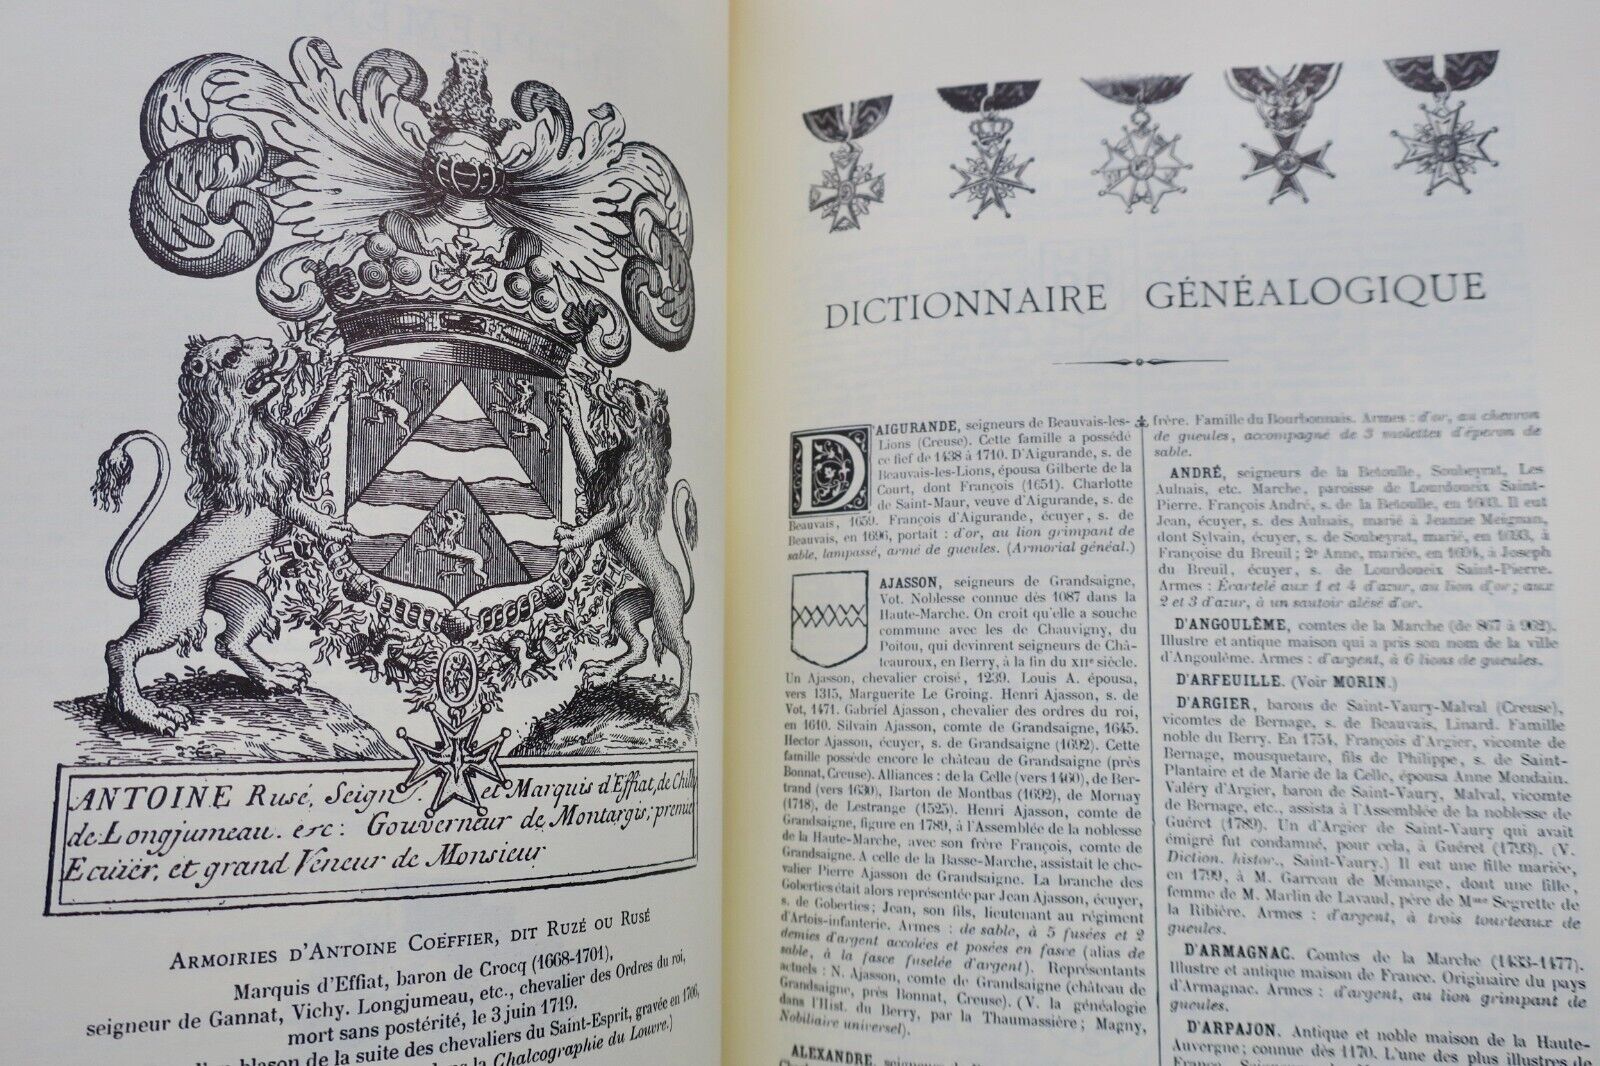 ANTOINE Rusé, Seign et Marquis d'Effiat, de Chilly
de Longjumeau. etc: Gouverneur de Montargis; premier
Ecuiër, et grand Veneur de Monsieur
ARMOIRIES D'ANTOINE COËFFIER, DIT RUZÉ OU RUSÉ
Marquis d'Effiat, baron de Crocq (1668-1701),
seigneur de Gannat, Vichy. Longjumeau, etc., chevalier des Ordres du roi,
mort sans postérité, le 3 juin 1719.
blason de la suite des chevaliers du Saint-Esprit, gravée en 1700,
la Chalcographie du Louvre.)
DICTIONNAIRE GÉNÉALOGIQUE
D'AIGURANDE, seigneurs de Beauvais-les-
Lions (Creuse). Cette famille a possédé
ce fief de 1438 à 1710. D'Aigurande, s. de
Beauvais-les-Lions, épousa Gilberte de la
Court, dont François (1651). Charlotte
de Saint-Maur, veuve d'Aigurande, s. de
Beauvais, 1659. François d'Aigurande, écuyer, s. de
Beauvais, en 1696, portait : d'or, au lion grimpant de
sable, lampassé, armé de gueules. (Armorial général.)
AJASSON, seigneurs de Grandsaigne,
Vot. Noblesse connue dès 1087 dans la
Haute-Marche. On croit qu'elle a souche
commune avec les de Chauvigny, du
Poitou, qui devinrent seigneurs de Châ-
teauroux, en Berry, à la fin du XIIe siècle.
Un Ajasson, chevalier croisé, 1239. Louis A. épousa,
vers 1315, Marguerite Le Groing. Henri Ajasson, s. de
Vot, 1471. Gabriel Ajasson, chevalier des ordres du roi,
en 1610. Silvain Ajasson, comte de Grandsaigne, 1645.
Hector Ajasson, écuyer, s. de Grandsaigne (1692). Cette
famille possède encore le château de Grandsaigne (près
Bonnat, Creuse). Alliances : de la Celle (vers 1460), de Ber-
trand (vers 1630), Barton de Montbas (1692), de Mornay
(1718), de Lestrange (1525). Henri Ajasson, comte de
Grandsaigne, figure en 1789, à l'Assemblée de la noblesse
de la Haute-Marche, avec son frère François, comte de
Grandsaigne. A celle de la Basse-Marche, assistait le che-
valier Pierre Ajasson de Grandsaigne. La branche des
Goberties était alors représentée par Jean Ajasson, écuyer,
s. de Goberties ; Jean, son fils, lieutenant au régiment
d'Artois-infanterie. Armes : de sable, à 5 fusées et 2
demies d'argent accolées et posées en fasce (alias de
sable, à la fasce fuselée d'argent). Représentants
actuels : N. Ajasson, comte de Grandsaigne (château de
Grandsaigne, près Bonnat, Creuse). (V. la généalogie
dans l'Hist. du Berry, par la Thaumassière ; Magny,
Nobiliaire universel).
ALEXANDRE, seigneurs
frère. Famille du Bourbonnais. Armes : d'or, au chevron
de gueules, accompagné de 3 molettes d'éperon de
sable.
ANDRÉ, seigneurs de la Betoulle, Soubeyrat, Les
Aulnais, etc. Marche, paroisse de Lourdoueix Saint-
Pierre. François André, s. de la Betoulle, en 1603. Il eut
Jean, écuyer, s. des Aulnais, marié à Jeanne Meignan,
dont Sylvain, écuyer, s. de Soubeyrat, marié, en 1693, à
Françoise du Breuil ; 2e Anne, mariée, en 1694, à Joseph
du Breuil, écuyer, s. de Lourdoueix Saint-Pierre.
Armes : Écartelé aux 1 et 4 d'azur, au lion d'or ; aux
2 et 3 d'azur, à un sautoir alésé d'or.
D'ANGOULÊME, comtes de la Marche (de 867 à 962).
Illustre et antique maison qui a pris son nom de la ville
d'Angoulême. Armes : d'argent, à 6 lions de gueules.
D'ARFEUILLE. (Voir MORIN.)
D'ARGIER, barons de Saint-Vaury-Malval (Creuse),
vicomtes de Bernage, s. de Beauvais, Linard. Famille
noble du Berry. En 1754, François d'Argier, vicomte de
Bernage, mousquetaire, fils de Philippe, s. de Saint-
Plantaire et de Marie de la Celle, épousa Anne Mondain.
Valéry d'Argier, baron de Saint-Vaury, Malval, vicomte
de Bernage, etc., assista à l'Assemblée de la noblesse de
Guéret (1789). Un d'Argier de Saint-Vaury qui avait
émigré fut condamné, pour cela, à Guéret (1793). (V.
Diction. histor., Saint-Vaury.) Il eut une fille mariée,
en 1799, à M. Garreau de Mémange, dont une fille,
femme de M. Marlin de Lavaud, père de Mme Segrette de
la Ribière. Armes : d'argent, à trois tourteaux de
gueules.
D'ARMAGNAC. Comtes de la Marche (1433-1477).
Illustre et antique maison de France. Originaire du pays
d'Armagnac. Armes : d'argent, au lion grimpant de
gueules.
D'ARPAJON. Antique et noble maison de la Haute-
Auvergne ; connue dès 1170. L'une des plus illustres de